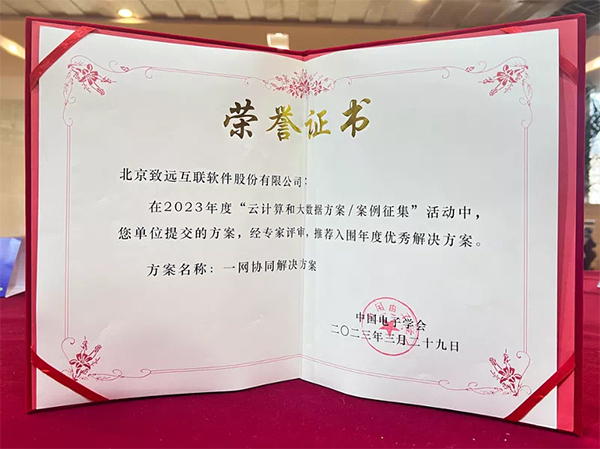 荣誉证书
北京致远互联软件股份有限公司：
在2023年度“云计算和大数据方案/案例征集”活动中，
您单位提交的方案，经专家评审，推荐入围年度优秀解决方案。
方案名称：一网协同解决方案
中国电子学会
二〇二三年三月二十九日